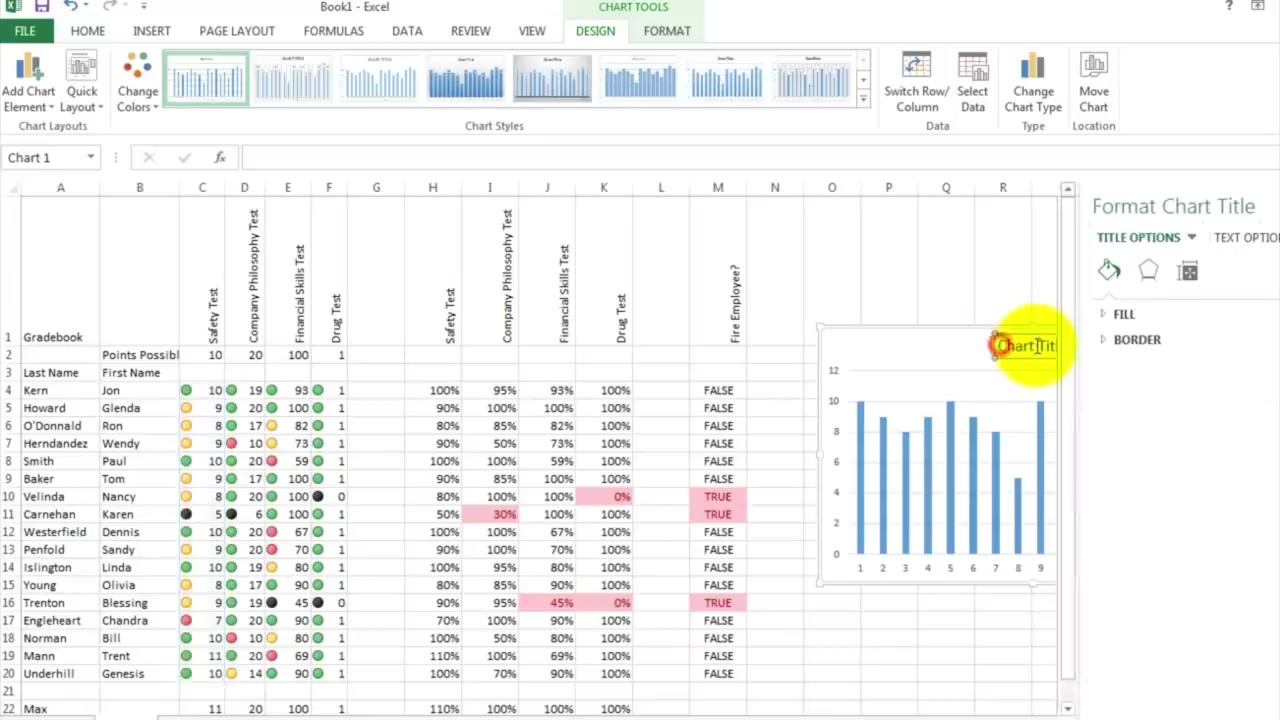 Book1 - Excel
CHART TOOLS
?
FILE HOME INSERT PAGE LAYOUT FORMULAS DATA REVIEW VIEW DESIGN FORMAT
Add Chart Element
Quick Layout
Change Colors
Switch Row/ Column
Select Data
Change Chart Type
Move Chart
Chart Layouts Chart Styles Data Type Location
Chart 1 fx
A B C D E F G H I J K L M N O P Q R
1 Gradebook Safety Test Company Philosophy Test Financial Skills Test Drug Test Safety Test Company Philosophy Test Financial Skills Test Drug Test Fire Employee?
2 Points Possibl 10 20 100 1
3 Last Name First Name
4 Kern Jon 10 19 93 1 100% 95% 93% 100% FALSE
5 Howard Glenda 9 20 100 1 90% 100% 100% 100% FALSE
6 O'Donnald Ron 8 17 82 1 80% 85% 82% 100% FALSE
7 Herndandez Wendy 9 10 73 1 90% 50% 73% 100% FALSE
8 Smith Paul 10 20 59 1 100% 100% 59% 100% FALSE
9 Baker Tom 9 17 100 1 90% 85% 100% 100% FALSE
10 Velinda Nancy 8 20 100 0 80% 100% 100% 0% TRUE
11 Carnehan Karen 5 6 100 1 50% 30% 100% 100% TRUE
12 Westerfield Dennis 10 20 67 1 100% 100% 67% 100% FALSE
13 Penfold Sandy 9 20 70 1 90% 100% 70% 100% FALSE
14 Islington Linda 10 19 80 1 100% 95% 80% 100% FALSE
15 Young Olivia 8 17 90 1 80% 85% 90% 100% FALSE
16 Trenton Blessing 9 19 45 0 90% 95% 45% 0% TRUE
17 Engleheart Chandra 7 20 90 1 70% 100% 90% 100% FALSE
18 Norman Bill 10 10 80 1 100% 50% 80% 100% FALSE
19 Mann Trent 11 20 69 1 110% 100% 69% 100% FALSE
20 Underhill Genesis 10 14 90 1 100% 70% 90% 100% FALSE
21
22 Max 11 20 100 1 110% 100% 100% 100%
Chart Titl
12
10
8
6
4
2
0
1 2 3 4 5 6 7 8 9
Format Chart Title
TITLE OPTIONS TEXT OPTIO
FILL
BORDER